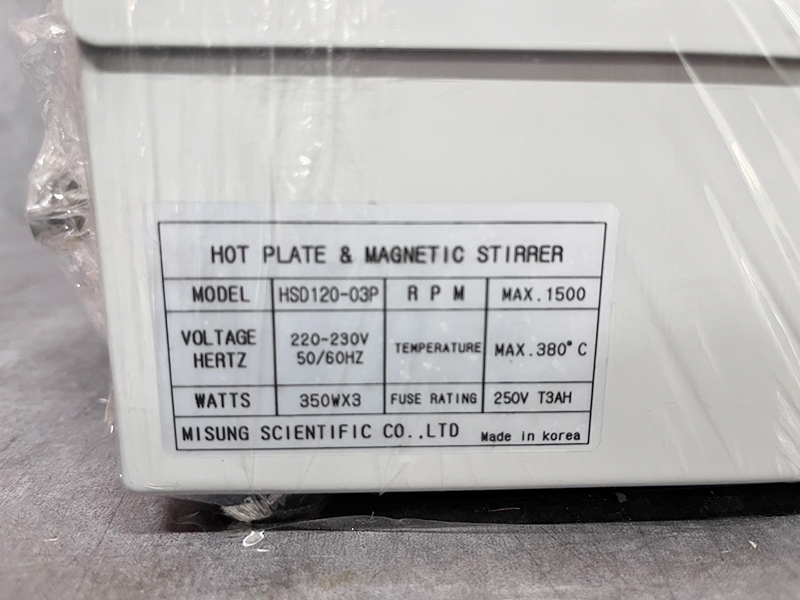 HOT PLATE & MAGNETIC STIRRER
MODEL HSD120-03P R P M MAX.1500
VOLTAGE HERTZ 220-230V 50/60HZ TEMPERATURE MAX.380°C
WATTS 350WX3 FUSE RATING 250V T3AH
MISUNG SCIENTIFIC CO.,LTD Made in korea